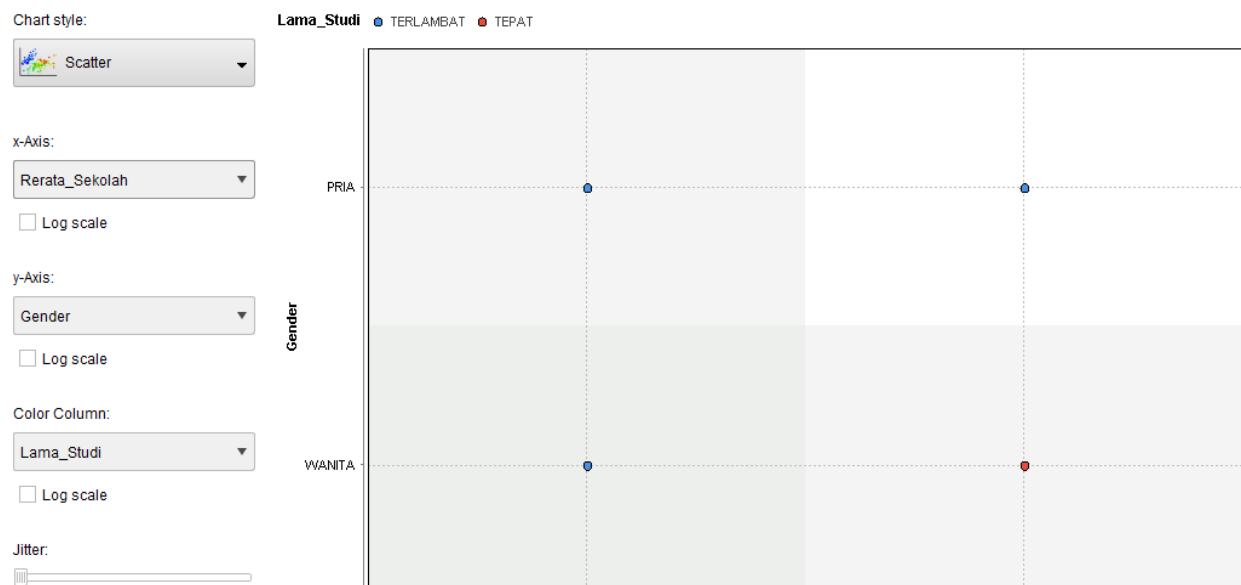 Chart style:
Scatter
x-Axis:
Rerata_Sekolah
Log scale
y-Axis:
Gender
Log scale
Color Column:
Lama_Studi
Log scale
Jitter:
Lama_Studi TERLAMBAT TEPAT
PRIA
Gender
WANITA